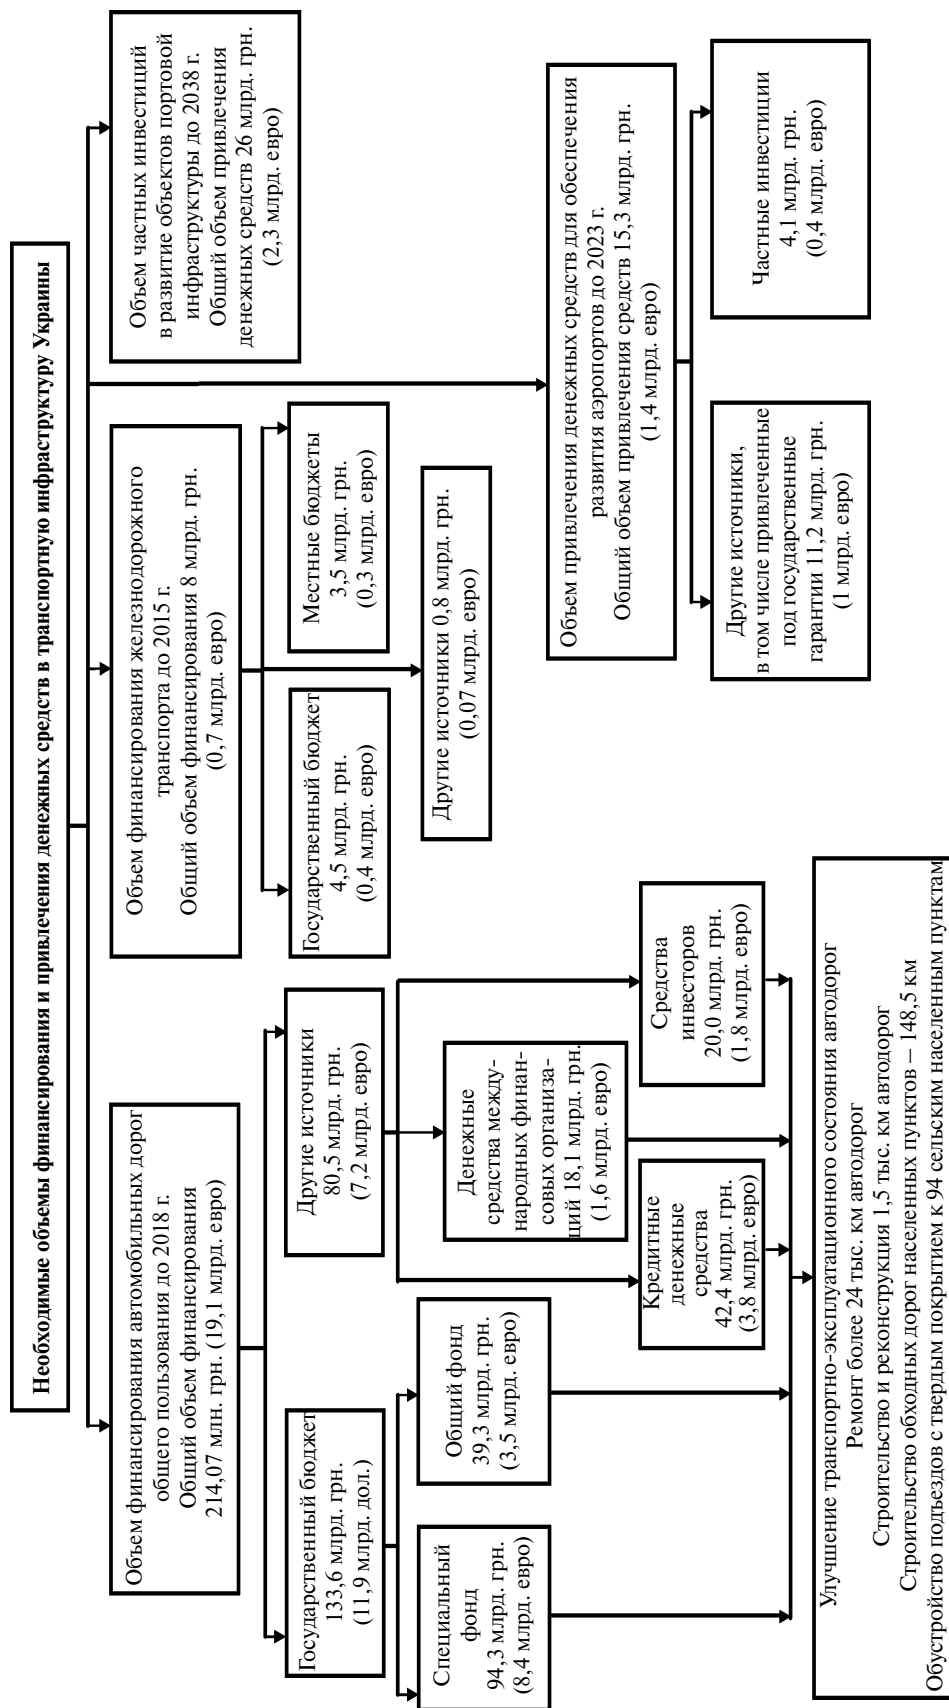 Необходимые объемы финансирования и привлечения денежных средств в транспортную инфраструктуру Украины
Объем финансирования автомобильных дорог
общего пользования до 2018 г.
Общий объем финансирования
214,07 млн. грн. (19,1 млрд. евро)
Объем финансирования железнодорожного
транспорта до 2015 г.
Общий объем финансирования 8 млрд. грн.
(0,7 млрд. евро)
Объем частных инвестиций
в развитие объектов портовой
инфраструктуры до 2038 г.
Общий объем привлечения
денежных средств 26 млрд. грн.
(2,3 млрд. евро)
Государственный бюджет
133,6 млрд. грн.
(11,9 млрд. дол.)
Другие источники
80,5 млрд. грн.
(7,2 млрд. евро)
Государственный бюджет
4,5 млрд. грн.
(0,4 млрд. евро)
Местные бюджеты
3,5 млрд. грн.
(0,3 млрд. евро)
Специальный
фонд
94,3 млрд. грн.
(8,4 млрд. евро)
Общий фонд
39,3 млрд. грн.
(3,5 млрд. евро)
Денежные
средства между-
народных финан-
совых организа-
ций 18,1 млрд. грн.
(1,6 млрд. евро)
Другие источники 0,8 млрд. грн.
(0,07 млрд. евро)
Объем привлечения денежных средств для обеспечения
развития аэропортов до 2023 г.
Общий объем привлечения средств 15,3 млрд. грн.
(1,4 млрд. евро)
Кредитные
денежные
средства
42,4 млрд. грн.
(3,8 млрд. евро)
Средства
инвесторов
20,0 млрд. грн.
(1,8 млрд. евро)
Другие источники,
в том числе привлеченные
под государственные
гарантии 11,2 млрд. грн.
(1 млрд. евро)
Частные инвестиции
4,1 млрд. грн.
(0,4 млрд. евро)
Улучшение транспортно-эксплуатационного состояния автодорог
Ремонт более 24 тыс. км автодорог
Строительство и реконструкция 1,5 тыс. км автодорог
Строительство обходных дорог населенных пунктов – 148,5 км
Обустройство подъездов с твердым покрытием к 94 сельским населенным пунктам